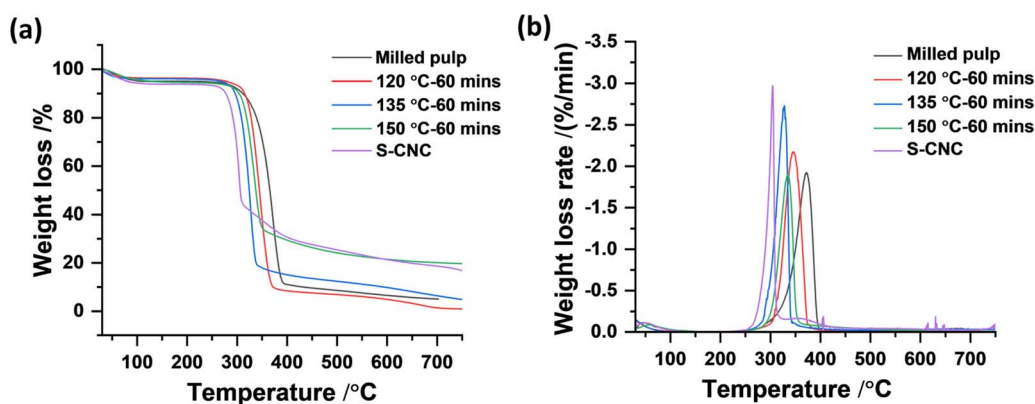 (a)
Weight loss /%
100
80
60
40
20
0
Milled pulp
120 °C-60 mins
135 °C-60 mins
150 °C-60 mins
S-CNC
100 200 300 400 500 600 700
Temperature /°C
(b)
Weight loss rate /(%/min)
-3.5
-3.0
-2.5
-2.0
-1.5
-1.0
-0.5
0.0
Milled pulp
120 °C-60 mins
135 °C-60 mins
150 °C-60 mins
S-CNC
100 200 300 400 500 600 700
Temperature /°C